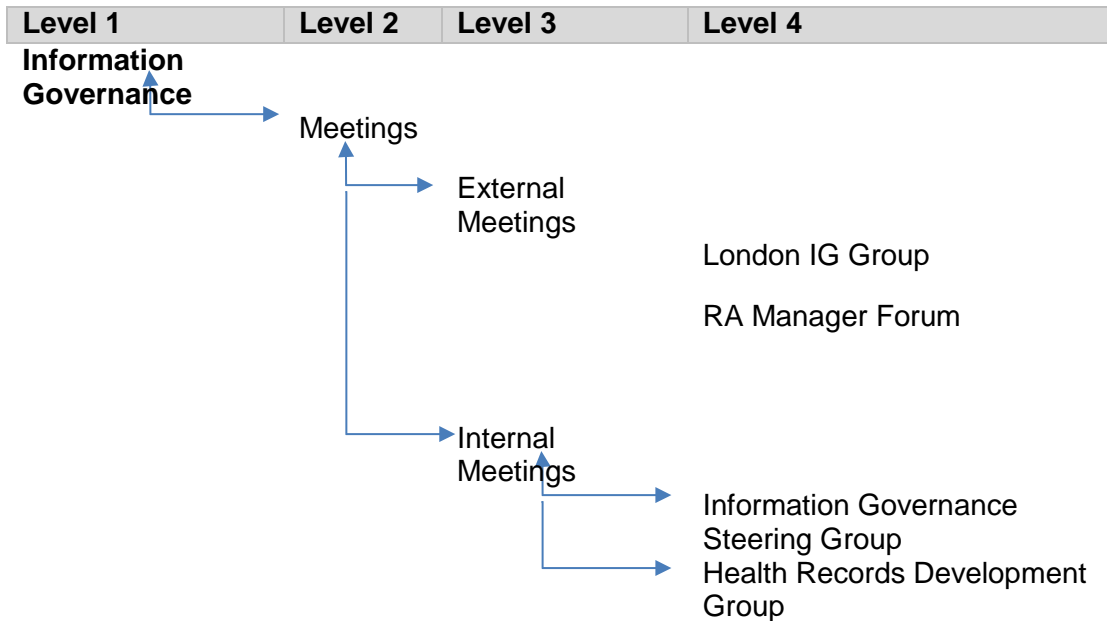 Level 1 Level 2 Level 3 Level 4
Information
Governance
Meetings
External
Meetings
London IG Group
RA Manager Forum
Internal
Meetings
Information Governance
Steering Group
Health Records Development
Group